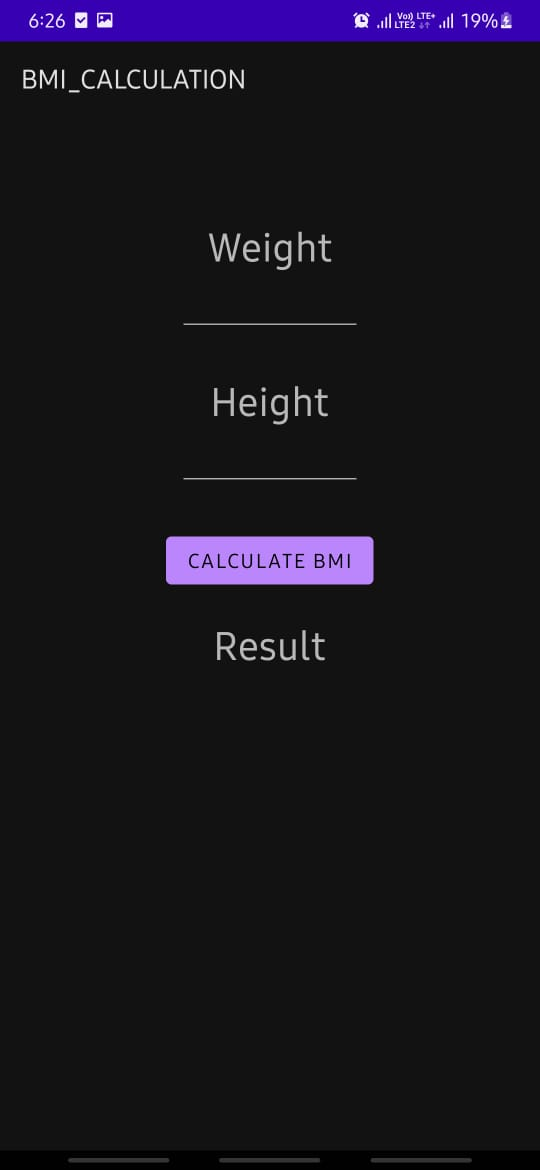 6:26 Vo) LTE+ LTE2 19%
BMI_CALCULATION
Weight
Height
CALCULATE BMI
Result